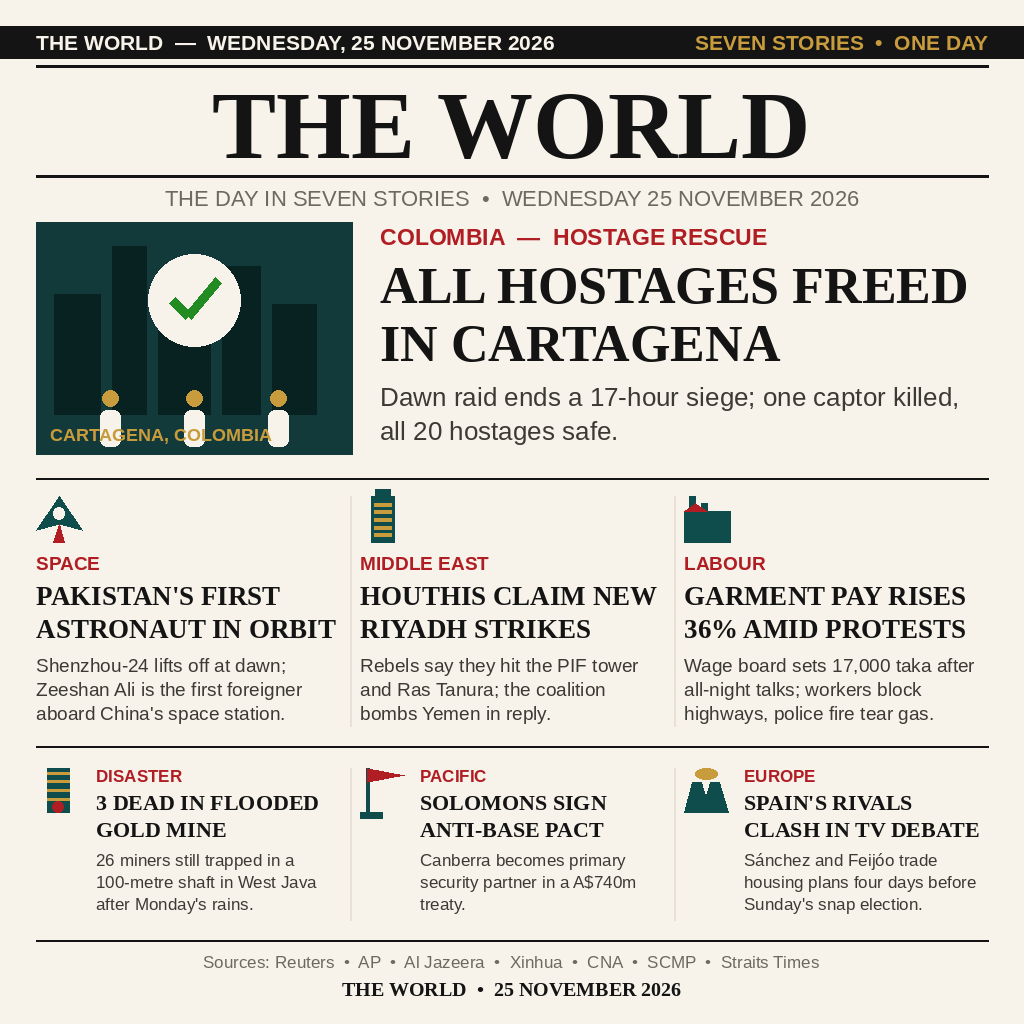 THE WORLD — WEDNESDAY, 25 NOVEMBER 2026
SEVEN STORIES • ONE DAY
THE WORLD
THE DAY IN SEVEN STORIES • WEDNESDAY 25 NOVEMBER 2026
CARTAGENA, COLOMBIA
COLOMBIA — HOSTAGE RESCUE
ALL HOSTAGES FREED
IN CARTAGENA
Dawn raid ends a 17-hour siege; one captor killed,
all 20 hostages safe.
SPACE
PAKISTAN'S FIRST
ASTRONAUT IN ORBIT
Shenzhou-24 lifts off at dawn;
Zeeshan Ali is the first foreigner
aboard China's space station.
MIDDLE EAST
HOUTHIS CLAIM NEW
RIYADH STRIKES
Rebels say they hit the PIF tower
and Ras Tanura; the coalition
bombs Yemen in reply.
LABOUR
GARMENT PAY RISES
36% AMID PROTESTS
Wage board sets 17,000 taka after
all-night talks; workers block
highways, police fire tear gas.
DISASTER
3 DEAD IN FLOODED
GOLD MINE
26 miners still trapped in a
100-metre shaft in West Java
after Monday's rains.
PACIFIC
SOLOMONS SIGN
ANTI-BASE PACT
Canberra becomes primary
security partner in a A$740m
treaty.
EUROPE
SPAIN'S RIVALS
CLASH IN TV DEBATE
Sánchez and Feijóo trade
housing plans four days before
Sunday's snap election.
Sources: Reuters • AP • Al Jazeera • Xinhua • CNA • SCMP • Straits Times
THE WORLD • 25 NOVEMBER 2026